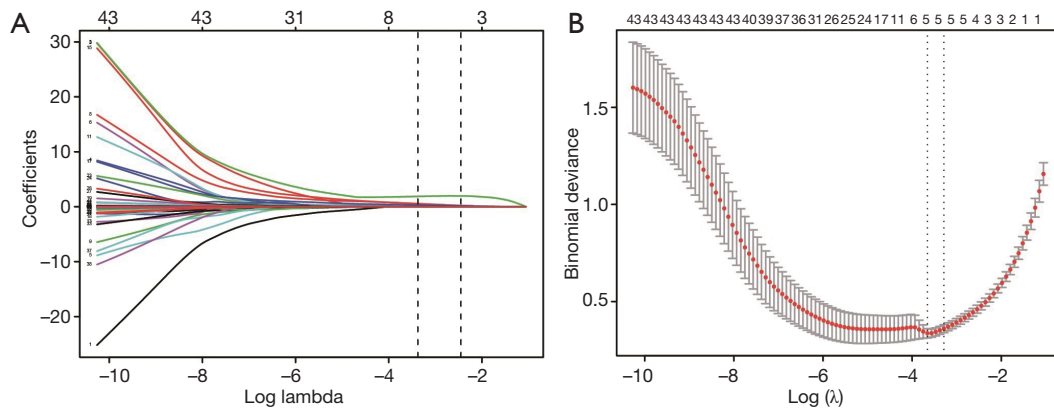 A
43 43 31 8 3
30
20
10
0
−10
−20
Coefficients
−10 −8 −6 −4 −2
Log lambda
B
43 43 43 43 43 43 43 43 40 39 37 36 31 26 25 24 17 11 6 5 5 5 5 4 3 3 2 1 1
1.5
1.0
0.5
Binomial deviance
−10 −8 −6 −4 −2
Log (λ)